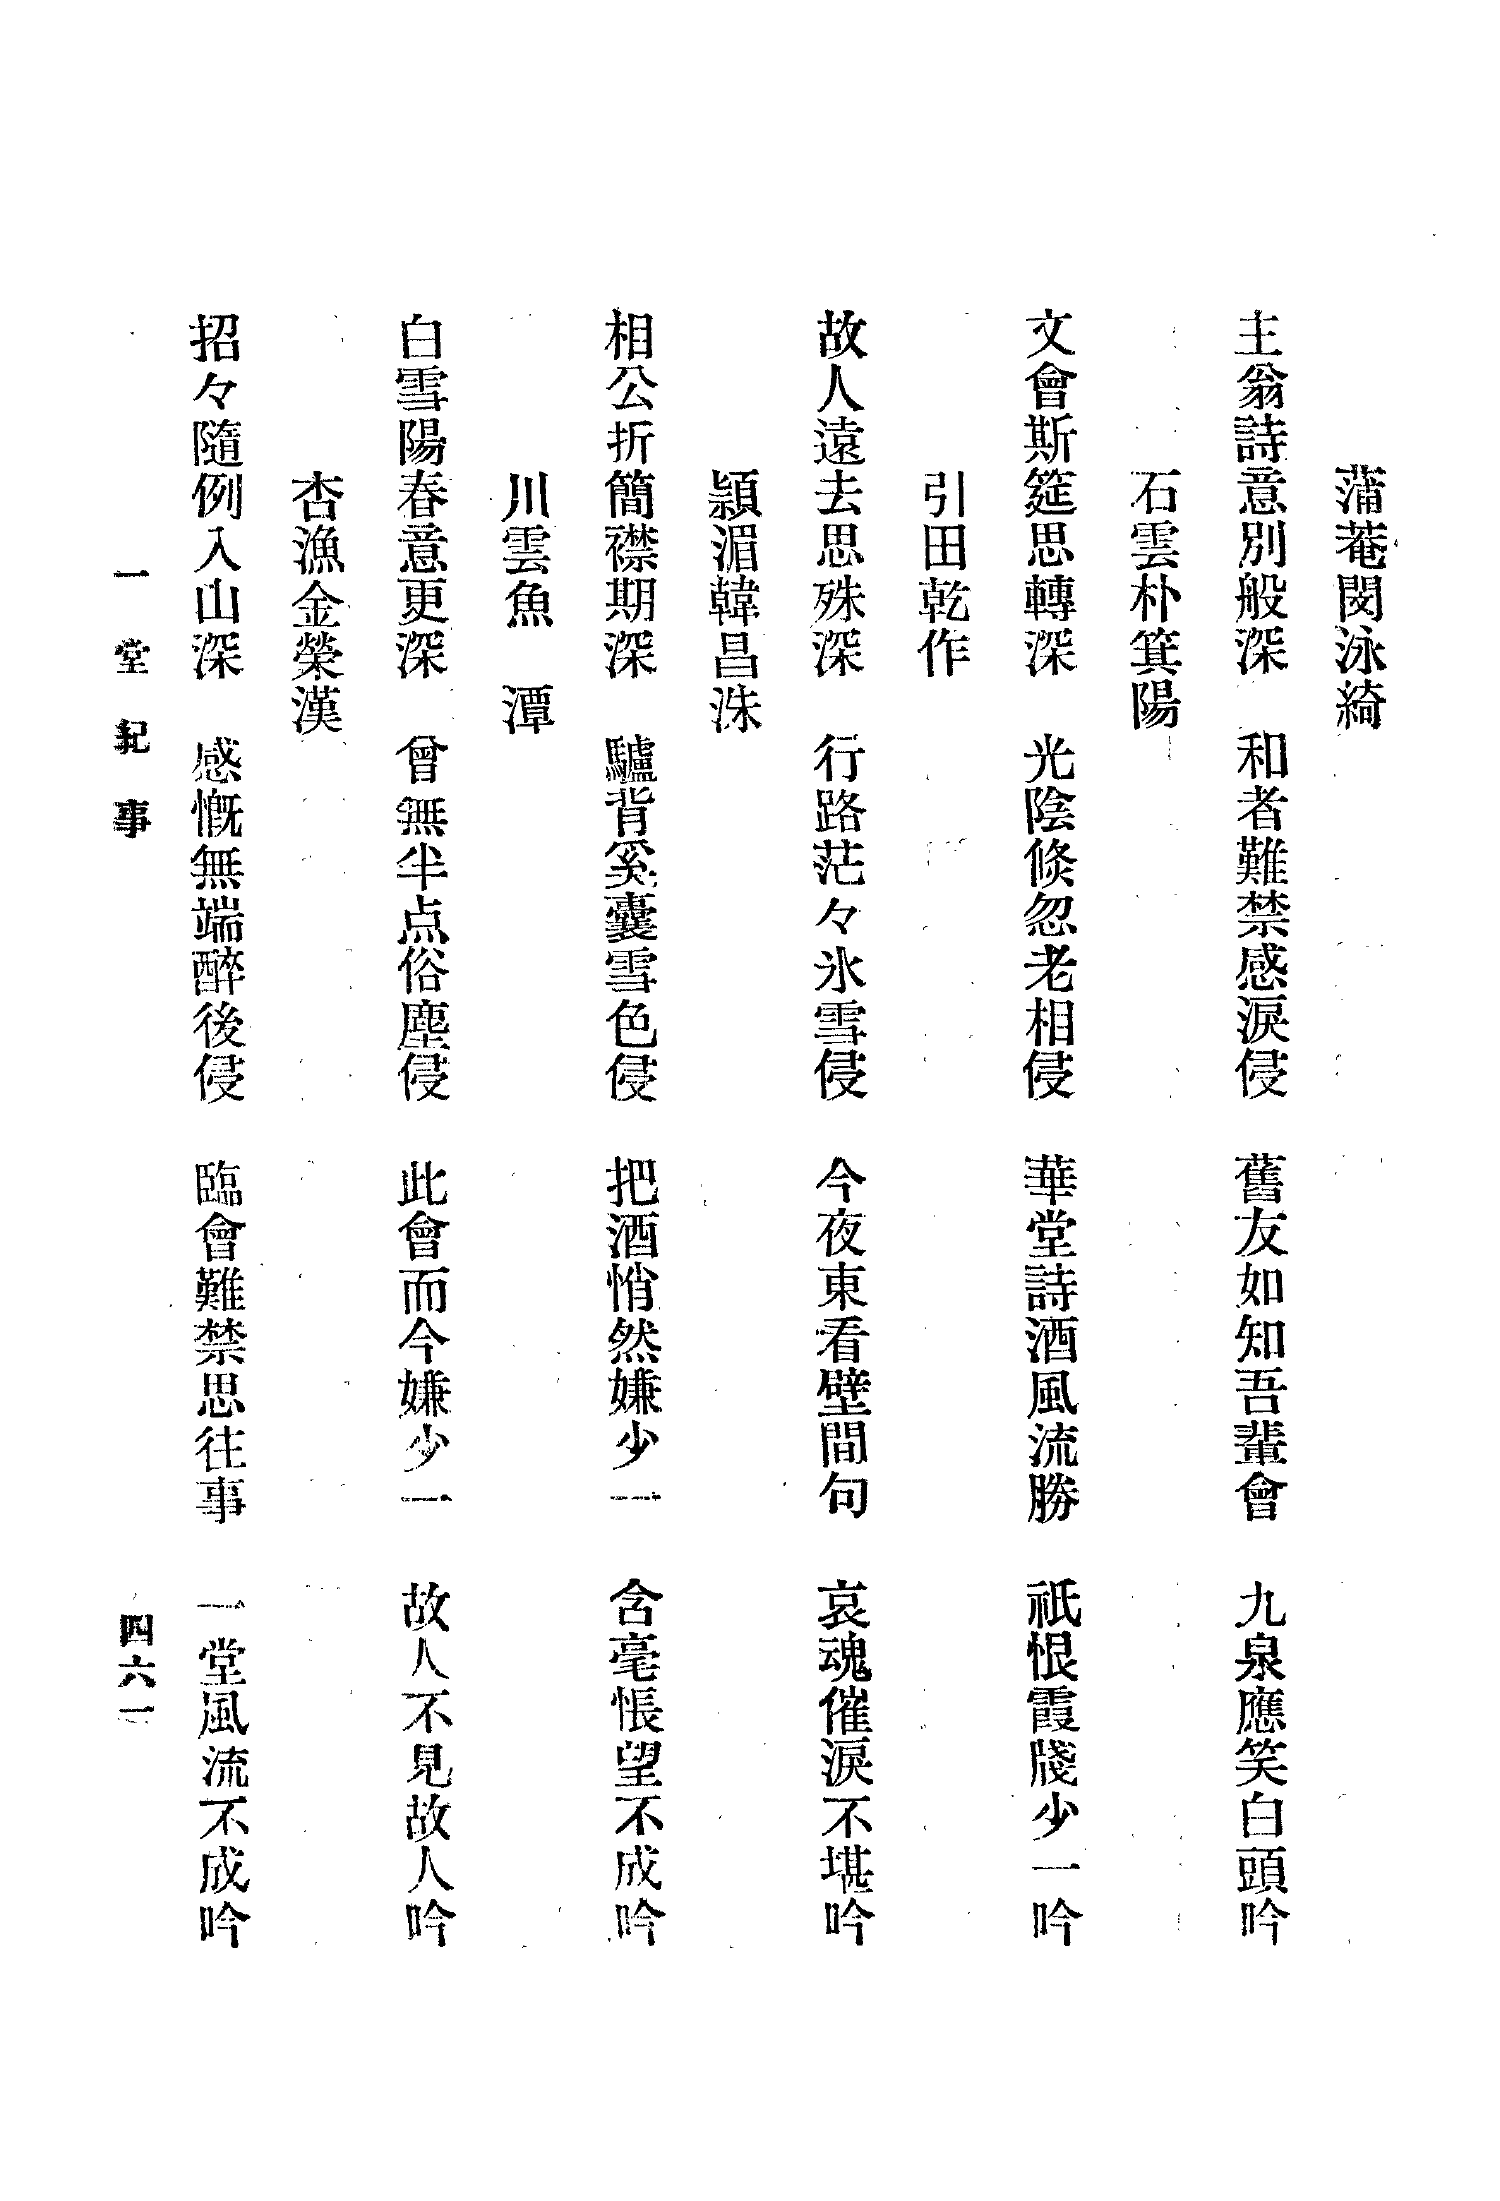 蒲菴閔泳綺
主翁詩意別般深 和者難禁感淚侵 舊友如知吾輩會 九泉應笑白頭吟
石雲朴箕陽
文會斯筵思轉深 光陰倐忽老相侵 華堂詩酒風流勝 祇恨霞牋少一吟
引田乾作
故人遠去思殊深 行路茫々氷雪侵 今夜東看壁間句 哀魂催淚不堪吟
潁湄韓昌洙
相公折簡襟期深 驢背奚囊雪色侵 把酒悄然嫌少一 含毫悵望不成吟
川雲魚 潭
白雪陽春意更深 曾無半点俗塵侵 此會而今嫌少一 故人不見故人吟
杏漁金榮漢
招々隨例入山深 感慨無端醉後侵 臨會難禁思往事 一堂風流不成吟
一堂紀事 四六一